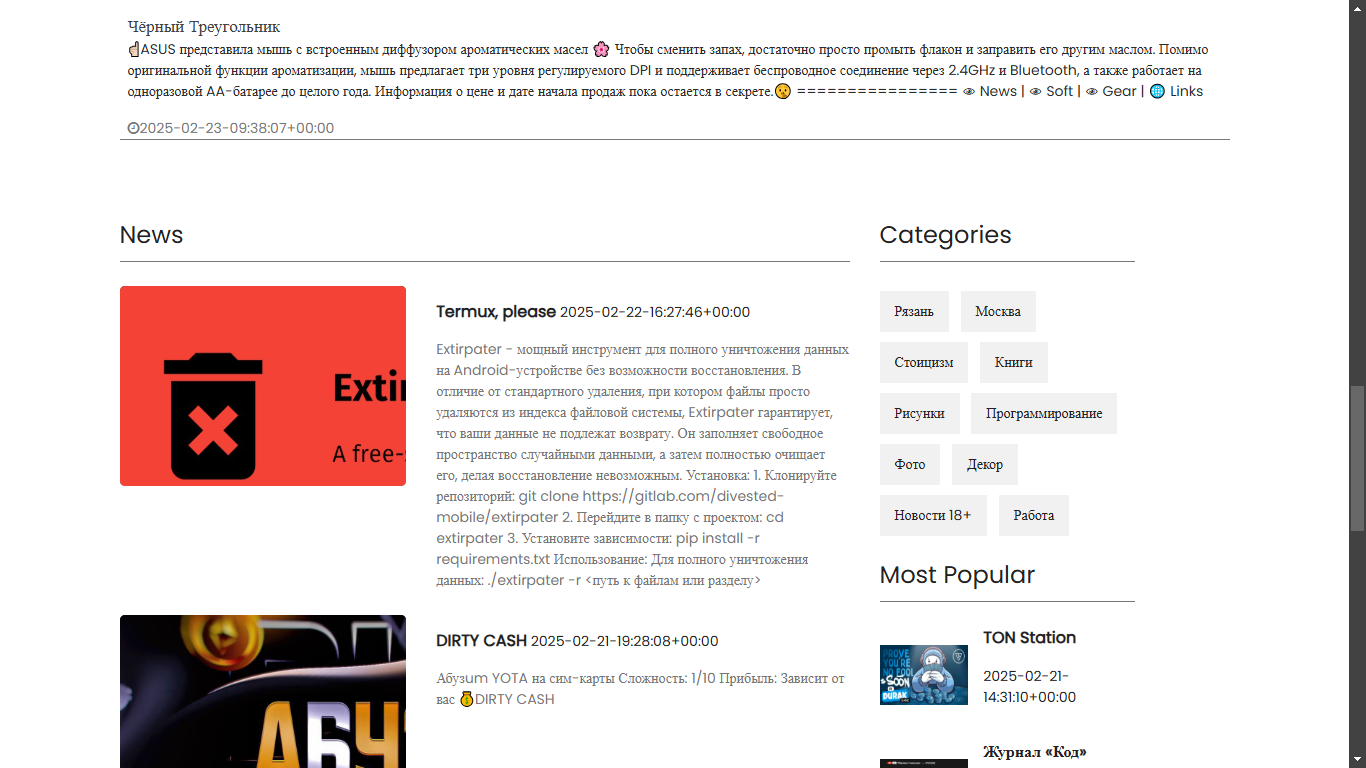 Чёрный Треугольник
☝ASUS представила мышь с встроенным диффузором ароматических масел 🌸 Чтобы сменить запах, достаточно просто промыть флакон и заправить его другим маслом. Помимо
оригинальной функции ароматизации, мышь предлагает три уровня регулируемого DPI и поддерживает беспроводное соединение через 2.4GHz и Bluetooth, а также работает на
одноразовой AA-батарее до целого года. Информация о цене и дате начала продаж пока остается в секрете.🤫 ================ 👁 News | 👁 Soft | 👁 Gear | 🌐 Links
2025-02-23-09:38:07+00:00
News
Termux, please 2025-02-22-16:27:46+00:00
Extirpater - мощный инструмент для полного уничтожения данных
на Android-устройстве без возможности восстановления. В
отличие от стандартного удаления, при котором файлы просто
удаляются из индекса файловой системы, Extirpater гарантирует,
что ваши данные не подлежат возврату. Он заполняет свободное
пространство случайными данными, а затем полностью очищает
его, делая восстановление невозможным. Установка: 1. Клонируйте
репозиторий: git clone https://gitlab.com/divested-
mobile/extirpater 2. Перейдите в папку с проектом: cd
extirpater 3. Установите зависимости: pip install -r
requirements.txt Использование: Для полного уничтожения
данных: ./extirpater -r <путь к файлам или разделу>
Exti
A free-
DIRTY CASH 2025-02-21-19:28:08+00:00
Абузим YOTA на сим-карты Сложность: 1/10 Прибыль: Зависит от
вас 💰DIRTY CASH
АБУ
Categories
Рязань
Москва
Стоицизм
Книги
Рисунки
Программирование
Фото
Декор
Новости 18+
Работа
Most Popular
PROVE
YOU'RE
NO FOOL
SOON
DURAK
TON Station
2025-02-21-
14:31:10+00:00
Журнал «Код»